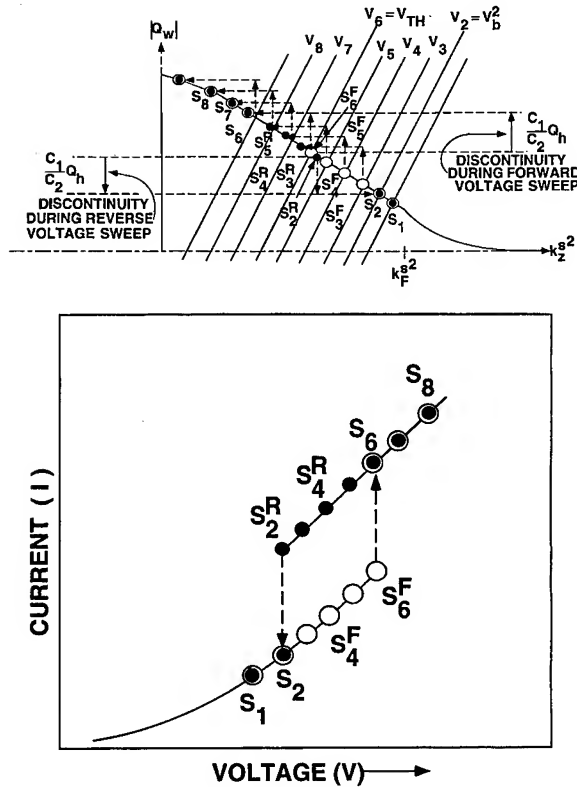 |Q_w|
V_6=V_TH
V_2=V_b^2
V_8
V_7
V_5
V_4
V_3
S_8
S_7
S_6
S_6^F
S_5^F
S_5^F
S_4^R
S_3^R
S_2^R
S_4^F
S_3^F
S_2
S_1
C_1/C_2 Q_h
DISCONTINUITY
DURING REVERSE
VOLTAGE SWEEP
C_1/C_2 Q_h
DISCONTINUITY
DURING FORWARD
VOLTAGE SWEEP
k_F^s2
k_z^s2
CURRENT (I)
S_8
S_6
S_4^R
S_2^R
S_6^F
S_4^F
S_2
S_1
VOLTAGE (V)